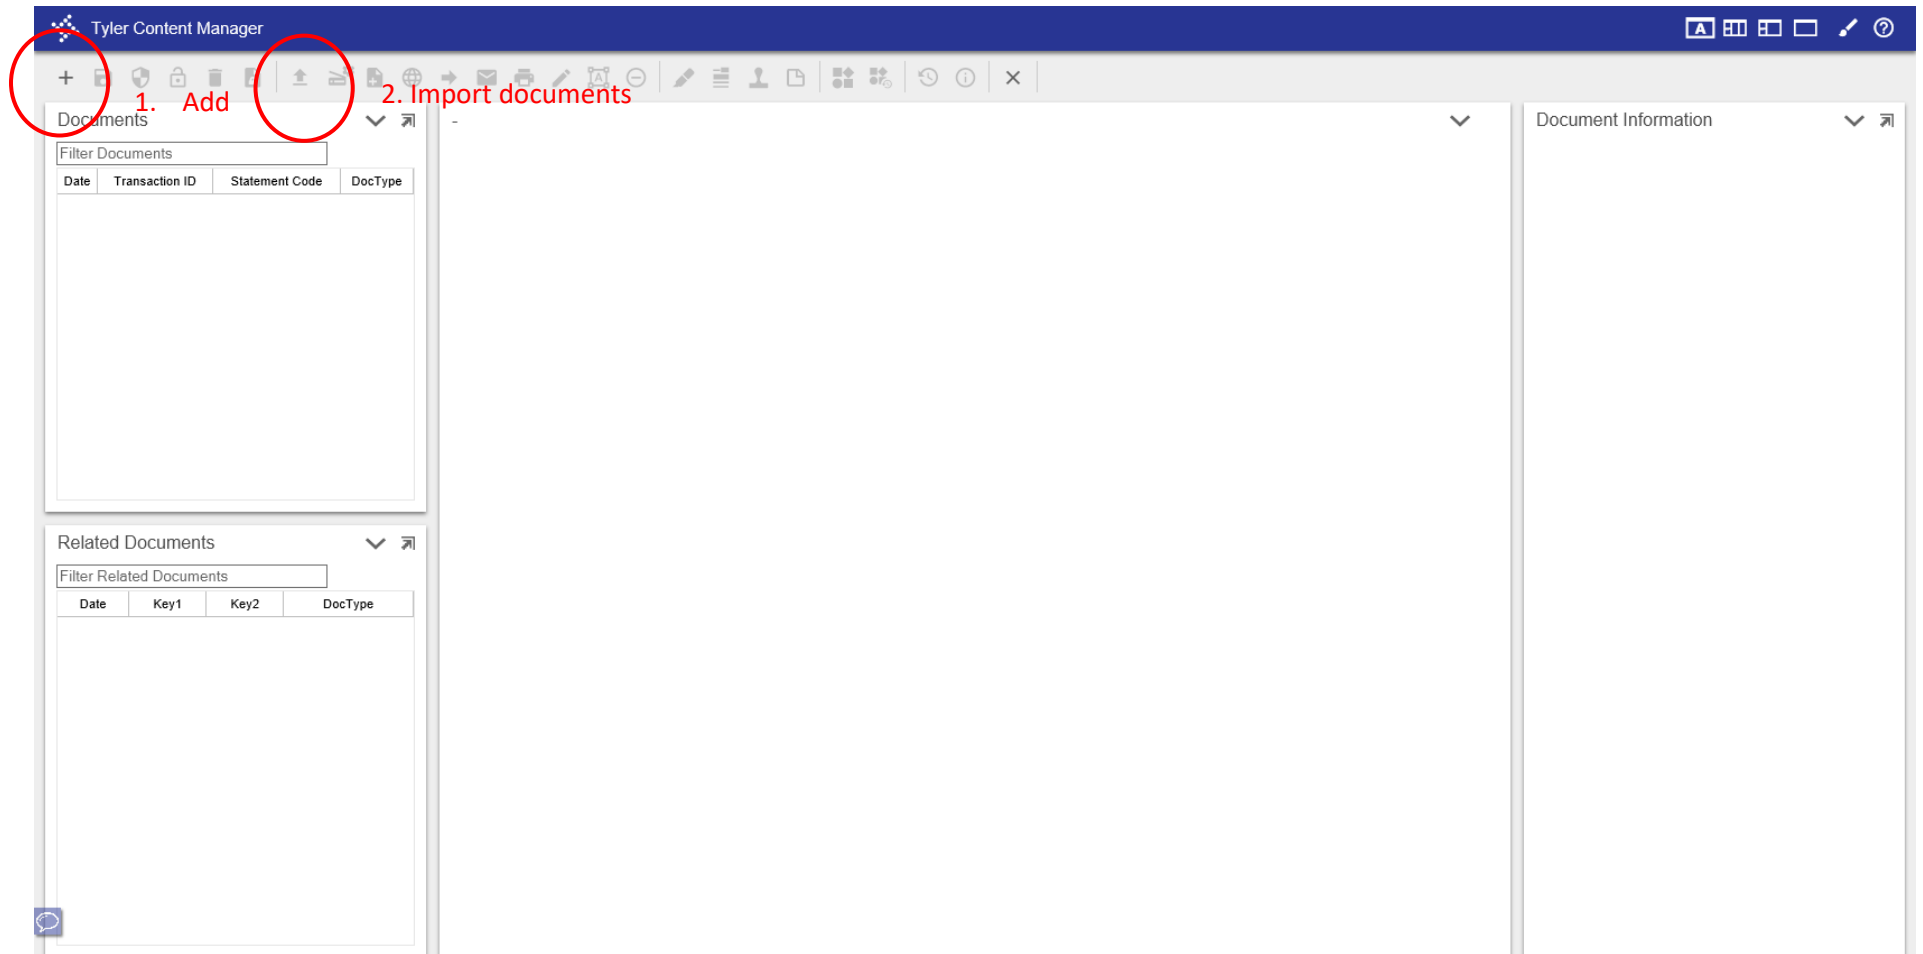 Tyler Content Manager
A
1. Add
2. Import documents
Documents
-
Document Information
Filter Documents
Date Transaction ID Statement Code DocType
Related Documents
Filter Related Documents
Date Key1 Key2 DocType